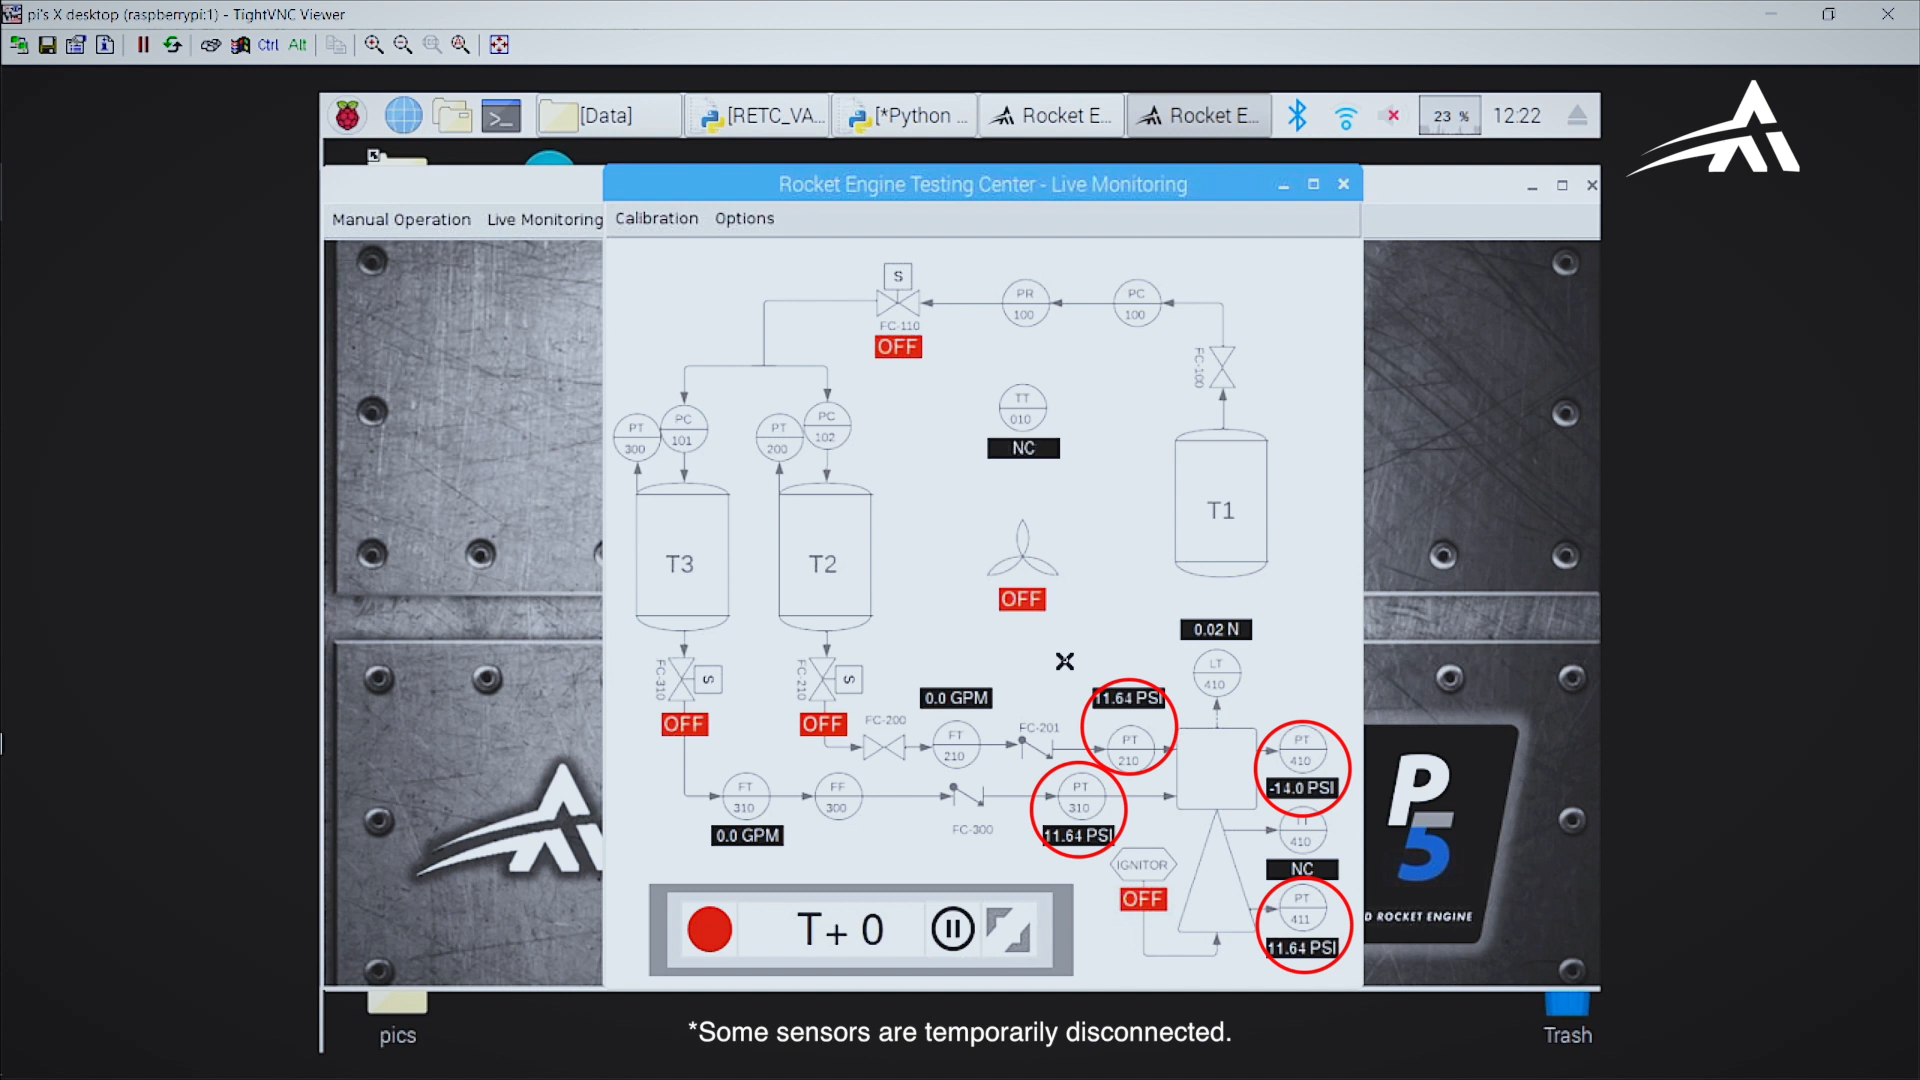 pi's X desktop (raspberrypi:1) - TightVNC Viewer
Ctrl Alt
[Data]
[RETC_VA...
[*Python ...
Rocket E...
Rocket E...
23 %
12:22
Rocket Engine Testing Center - Live Monitoring
Manual Operation
Live Monitoring
Calibration
Options
S
FC-110
OFF
PR
100
PC
100
FC-100
TT
010
NC
PT
300
PC
101
PT
200
PC
102
T1
T3
T2
OFF
0.02 N
LT
410
FC-310
S
OFF
FC-210
S
OFF
FC-200
0.0 GPM
FT
210
FC-201
11.64 PSI
PT
210
PT
410
-14.0 PSI
FT
310
0.0 GPM
FF
300
FC-300
PT
310
11.64 PSI
TT
410
NC
IGNITOR
OFF
PT
411
11.64 PSI
P
5
D ROCKET ENGINE
T+ 0
pics
Trash
*Some sensors are temporarily disconnected.